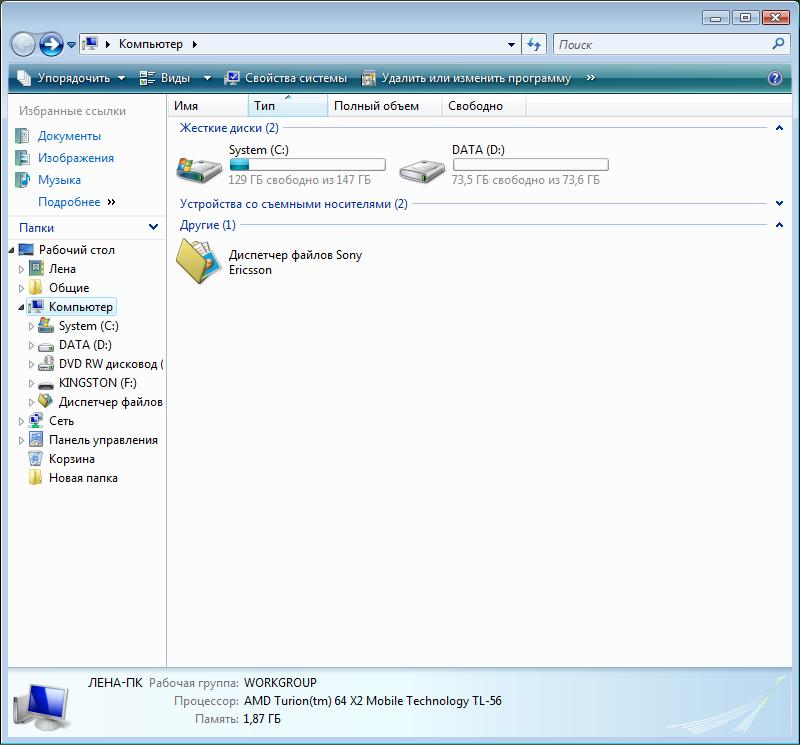 Компьютер
Поиск
Упорядочить Виды Свойства системы Удалить или изменить программу »
Избранные ссылки
Документы
Изображения
Музыка
Подробнее »
Папки
Рабочий стол
Лена
Общие
Компьютер
System (C:)
DATA (D:)
DVD RW дисковод (
KINGSTON (F:)
Диспетчер файлов
Сеть
Панель управления
Корзина
Новая папка
Имя Тип Полный объем Свободно
Жесткие диски (2)
System (C:)
129 ГБ свободно из 147 ГБ
DATA (D:)
73,5 ГБ свободно из 73,6 ГБ
Устройства со съемными носителями (2)
Другие (1)
Диспетчер файлов Sony
Ericsson
ЛЕНА-ПК Рабочая группа: WORKGROUP
Процессор: AMD Turion(tm) 64 X2 Mobile Technology TL-56
Память: 1,87 ГБ